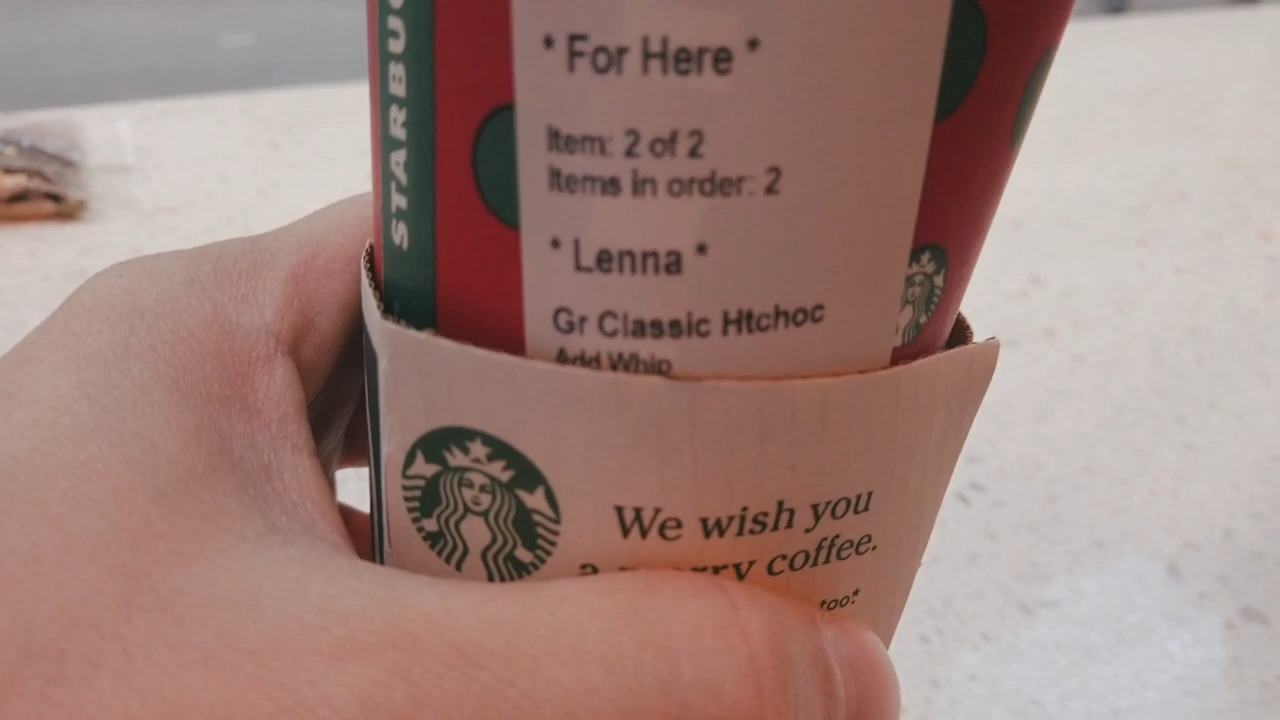 STARBUC
* For Here *
Item: 2 of 2
Items in order: 2
* Lenna *
Gr Classic Htchoc
Add Whip
We wish you
a merry coffee.
too*